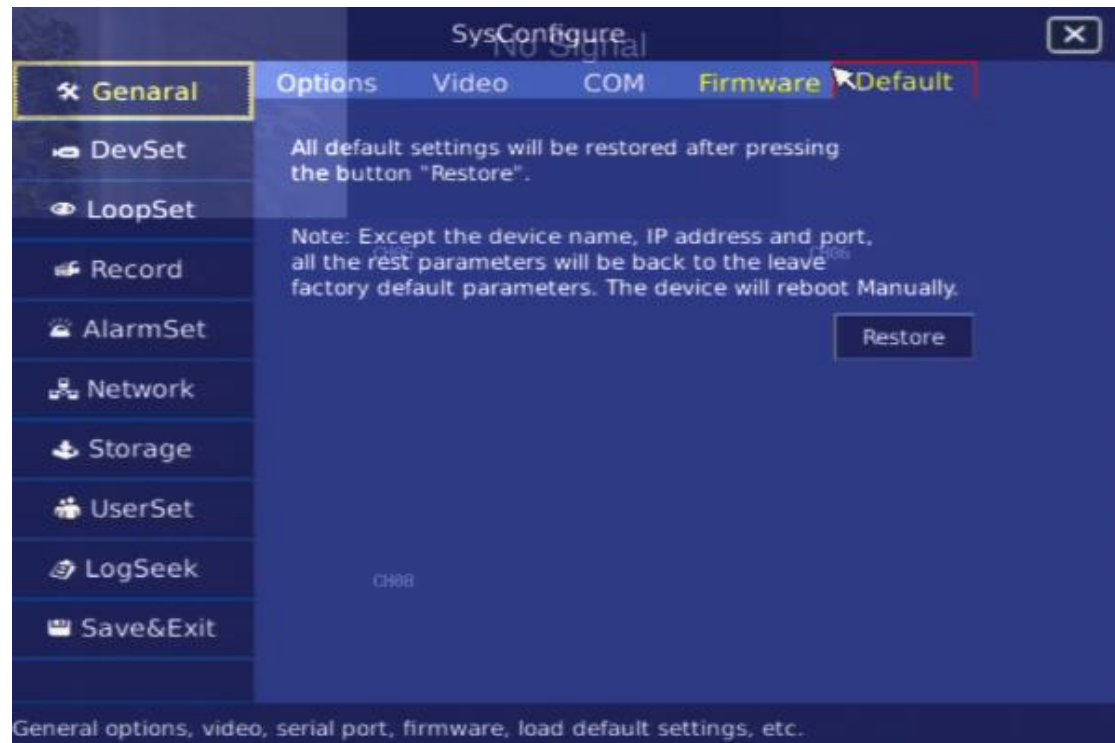 SysConfigure
No Signal
Genaral
Options Video COM Firmware Default
DevSet
LoopSet
Record
AlarmSet
Network
Storage
UserSet
LogSeek
Save&Exit
All default settings will be restored after pressing
the button "Restore".
Note: Except the device name, IP address and port,
all the rest parameters will be back to the leave
factory default parameters. The device will reboot Manually.
CH06
Restore
CH08
General options, video, serial port, firmware, load default settings, etc.